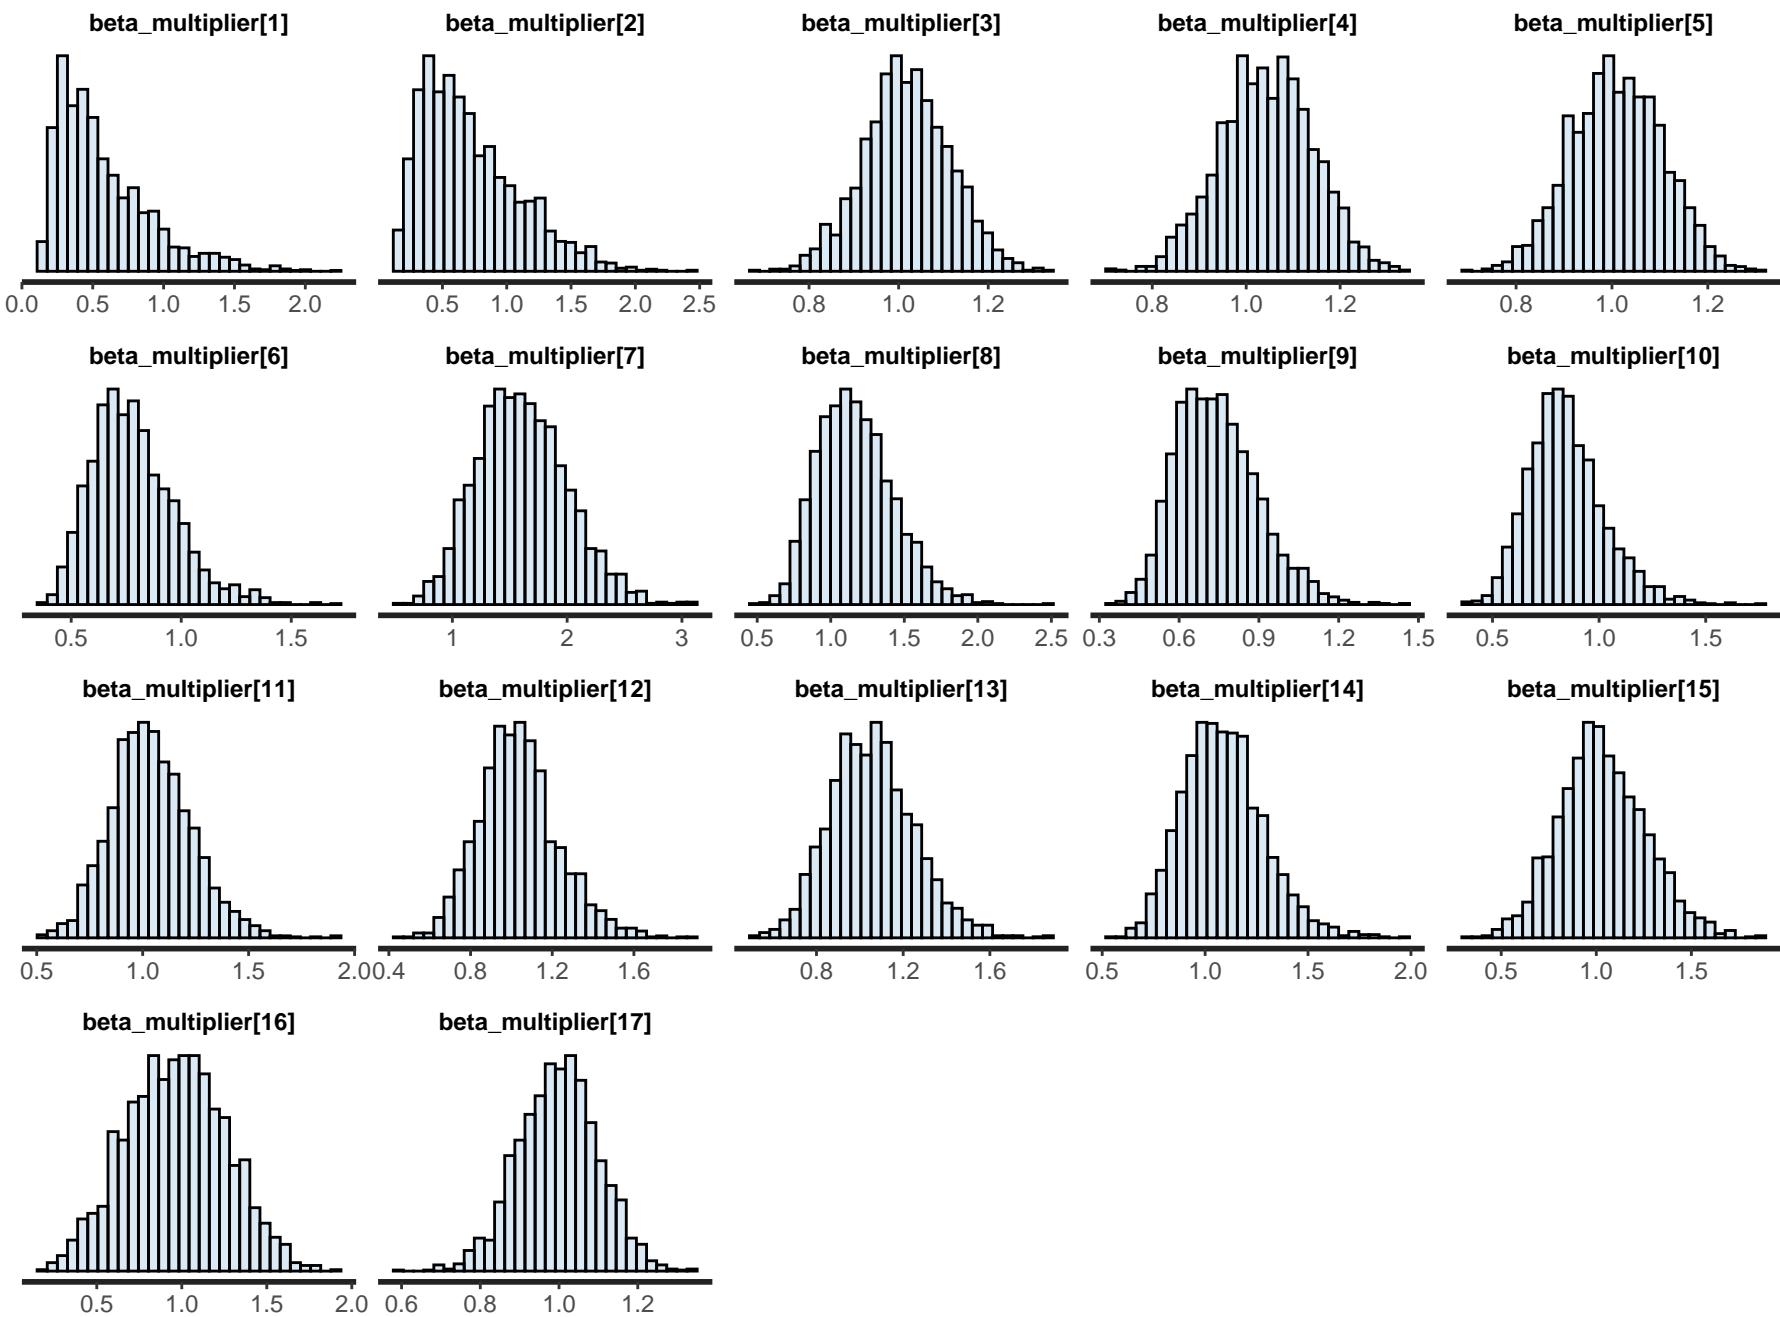 beta_multiplier[1] beta_multiplier[2] beta_multiplier[3] beta_multiplier[4] beta_multiplier[5]
0.0 0.5 1.0 1.5 2.0 0.5 1.0 1.5 2.0 2.5 0.8 1.0 1.2 0.8 1.0 1.2 0.8 1.0 1.2
beta_multiplier[6] beta_multiplier[7] beta_multiplier[8] beta_multiplier[9] beta_multiplier[10]
0.5 1.0 1.5 1 2 3 0.5 1.0 1.5 2.0 2.5 0.3 0.6 0.9 1.2 1.5 0.5 1.0 1.5
beta_multiplier[11] beta_multiplier[12] beta_multiplier[13] beta_multiplier[14] beta_multiplier[15]
0.5 1.0 1.5 2.0 0.4 0.8 1.2 1.6 0.8 1.2 1.6 0.5 1.0 1.5 2.0 0.5 1.0 1.5
beta_multiplier[16] beta_multiplier[17]
0.5 1.0 1.5 2.0 0.6 0.8 1.0 1.2